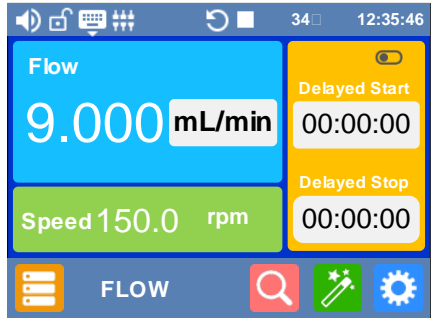 34 12:35:46
Flow
9.000 mL/min
Speed 150.0 rpm
Delayed Start
00:00:00
Delayed Stop
00:00:00
FLOW